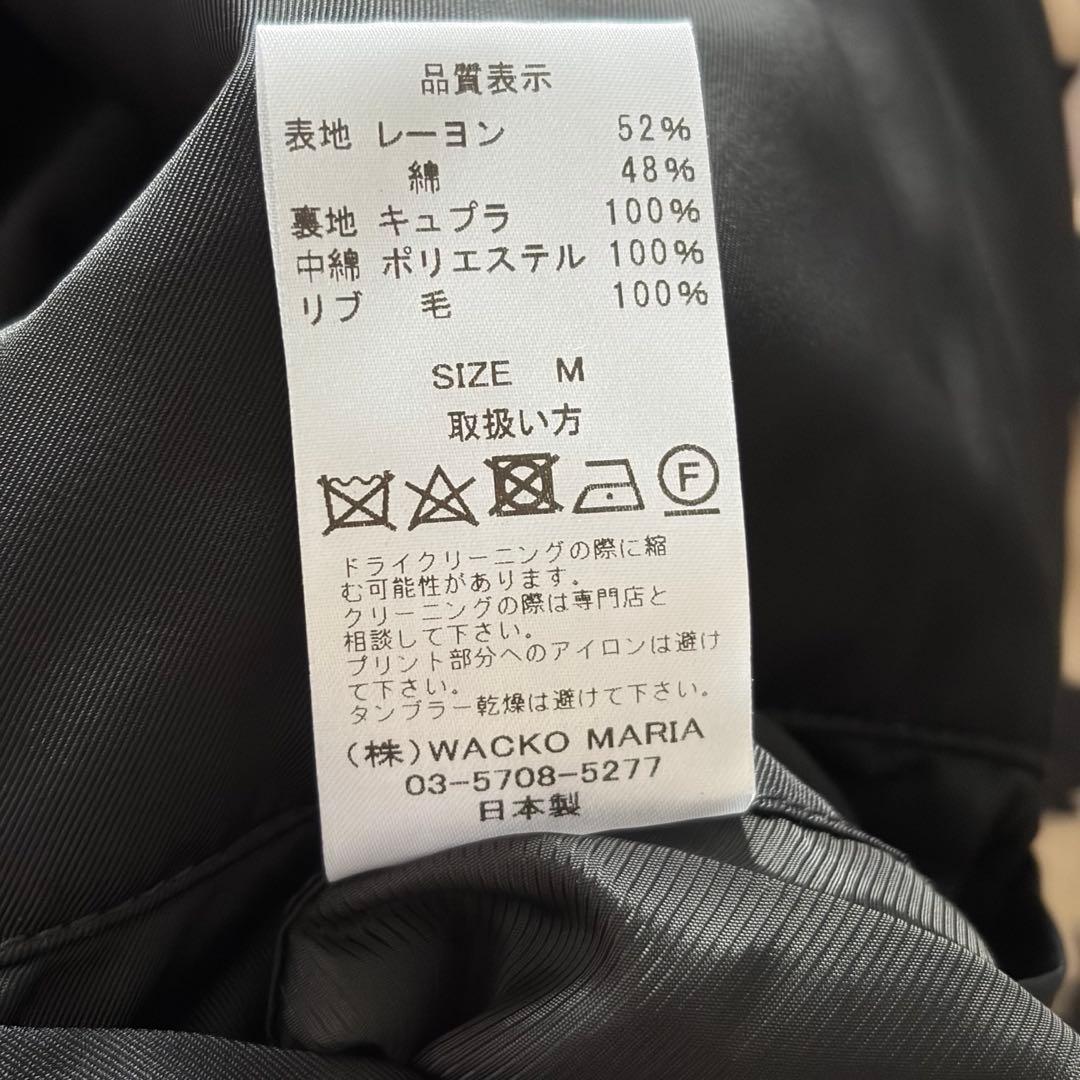 品質表示
表地 レーヨン 52%
綿 48%
裏地 キュプラ 100%
中綿 ポリエステル 100%
リブ 毛 100%
SIZE M
取扱い方
F
ドライクリーニングの際に縮
む可能性があります。
クリーニングの際は専門店と
相談して下さい。
プリント部分へのアイロンは避け
て下さい。
タンブラー乾燥は避けて下さい。
(株)WACKO MARIA
03-5708-5277
日本製